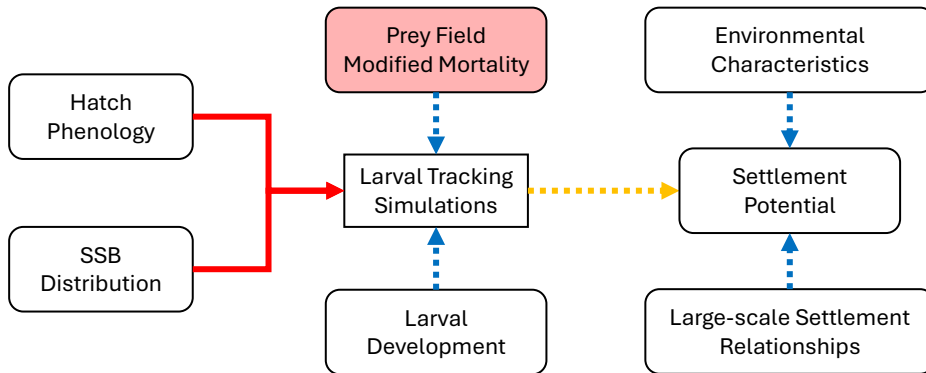 Prey Field
Modified Mortality
Environmental
Characteristics
Hatch
Phenology
Larval Tracking
Simulations
Settlement
Potential
SSB
Distribution
Larval
Development
Large-scale Settlement
Relationships